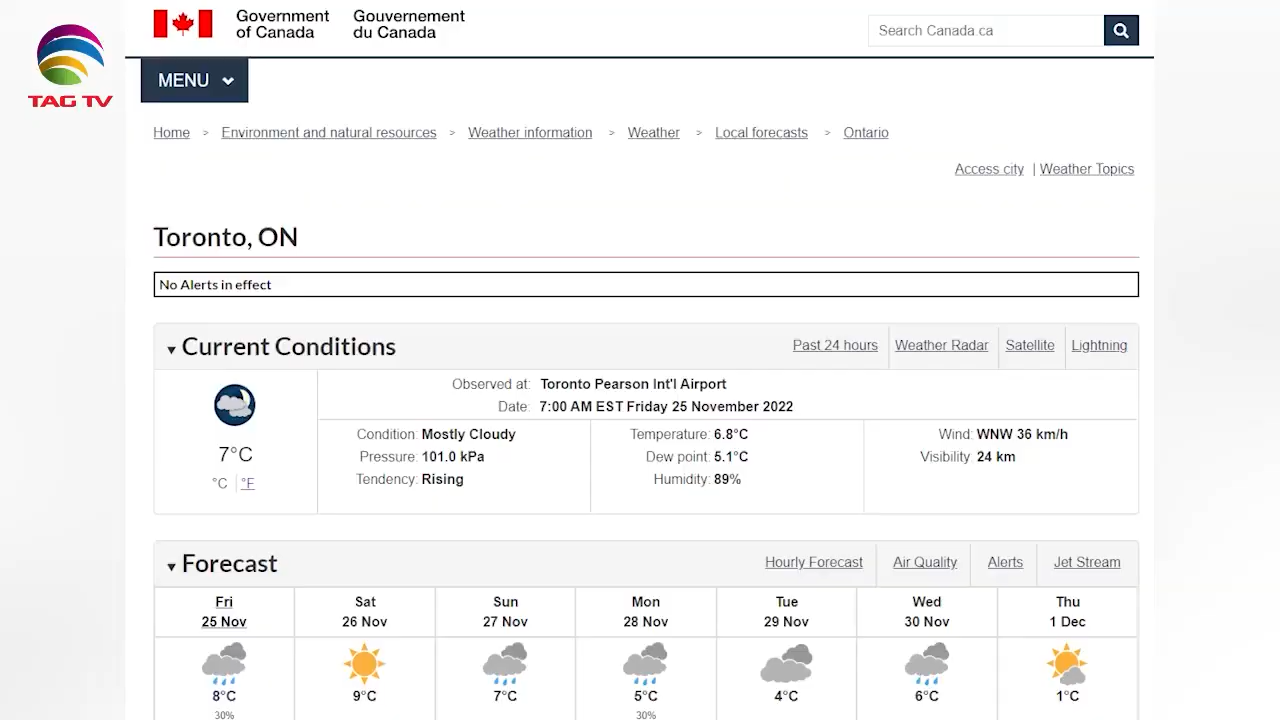 TAG TV
Government of Canada
Gouvernement du Canada
Search Canada.ca
MENU
Home > Environment and natural resources > Weather information > Weather > Local forecasts > Ontario
Access city | Weather Topics
Toronto, ON
No Alerts in effect
▾ Current Conditions
Past 24 hours
Weather Radar
Satellite
Lightning
7°C
°C | °F
Observed at: Toronto Pearson Int'l Airport
Date: 7:00 AM EST Friday 25 November 2022
Condition: Mostly Cloudy
Pressure: 101.0 kPa
Tendency: Rising
Temperature: 6.8°C
Dew point: 5.1°C
Humidity: 89%
Wind: WNW 36 km/h
Visibility: 24 km
▾ Forecast
Hourly Forecast
Air Quality
Alerts
Jet Stream
Fri
25 Nov
8°C
30%
Sat
26 Nov
9°C
Sun
27 Nov
7°C
Mon
28 Nov
5°C
30%
Tue
29 Nov
4°C
Wed
30 Nov
6°C
Thu
1 Dec
1°C